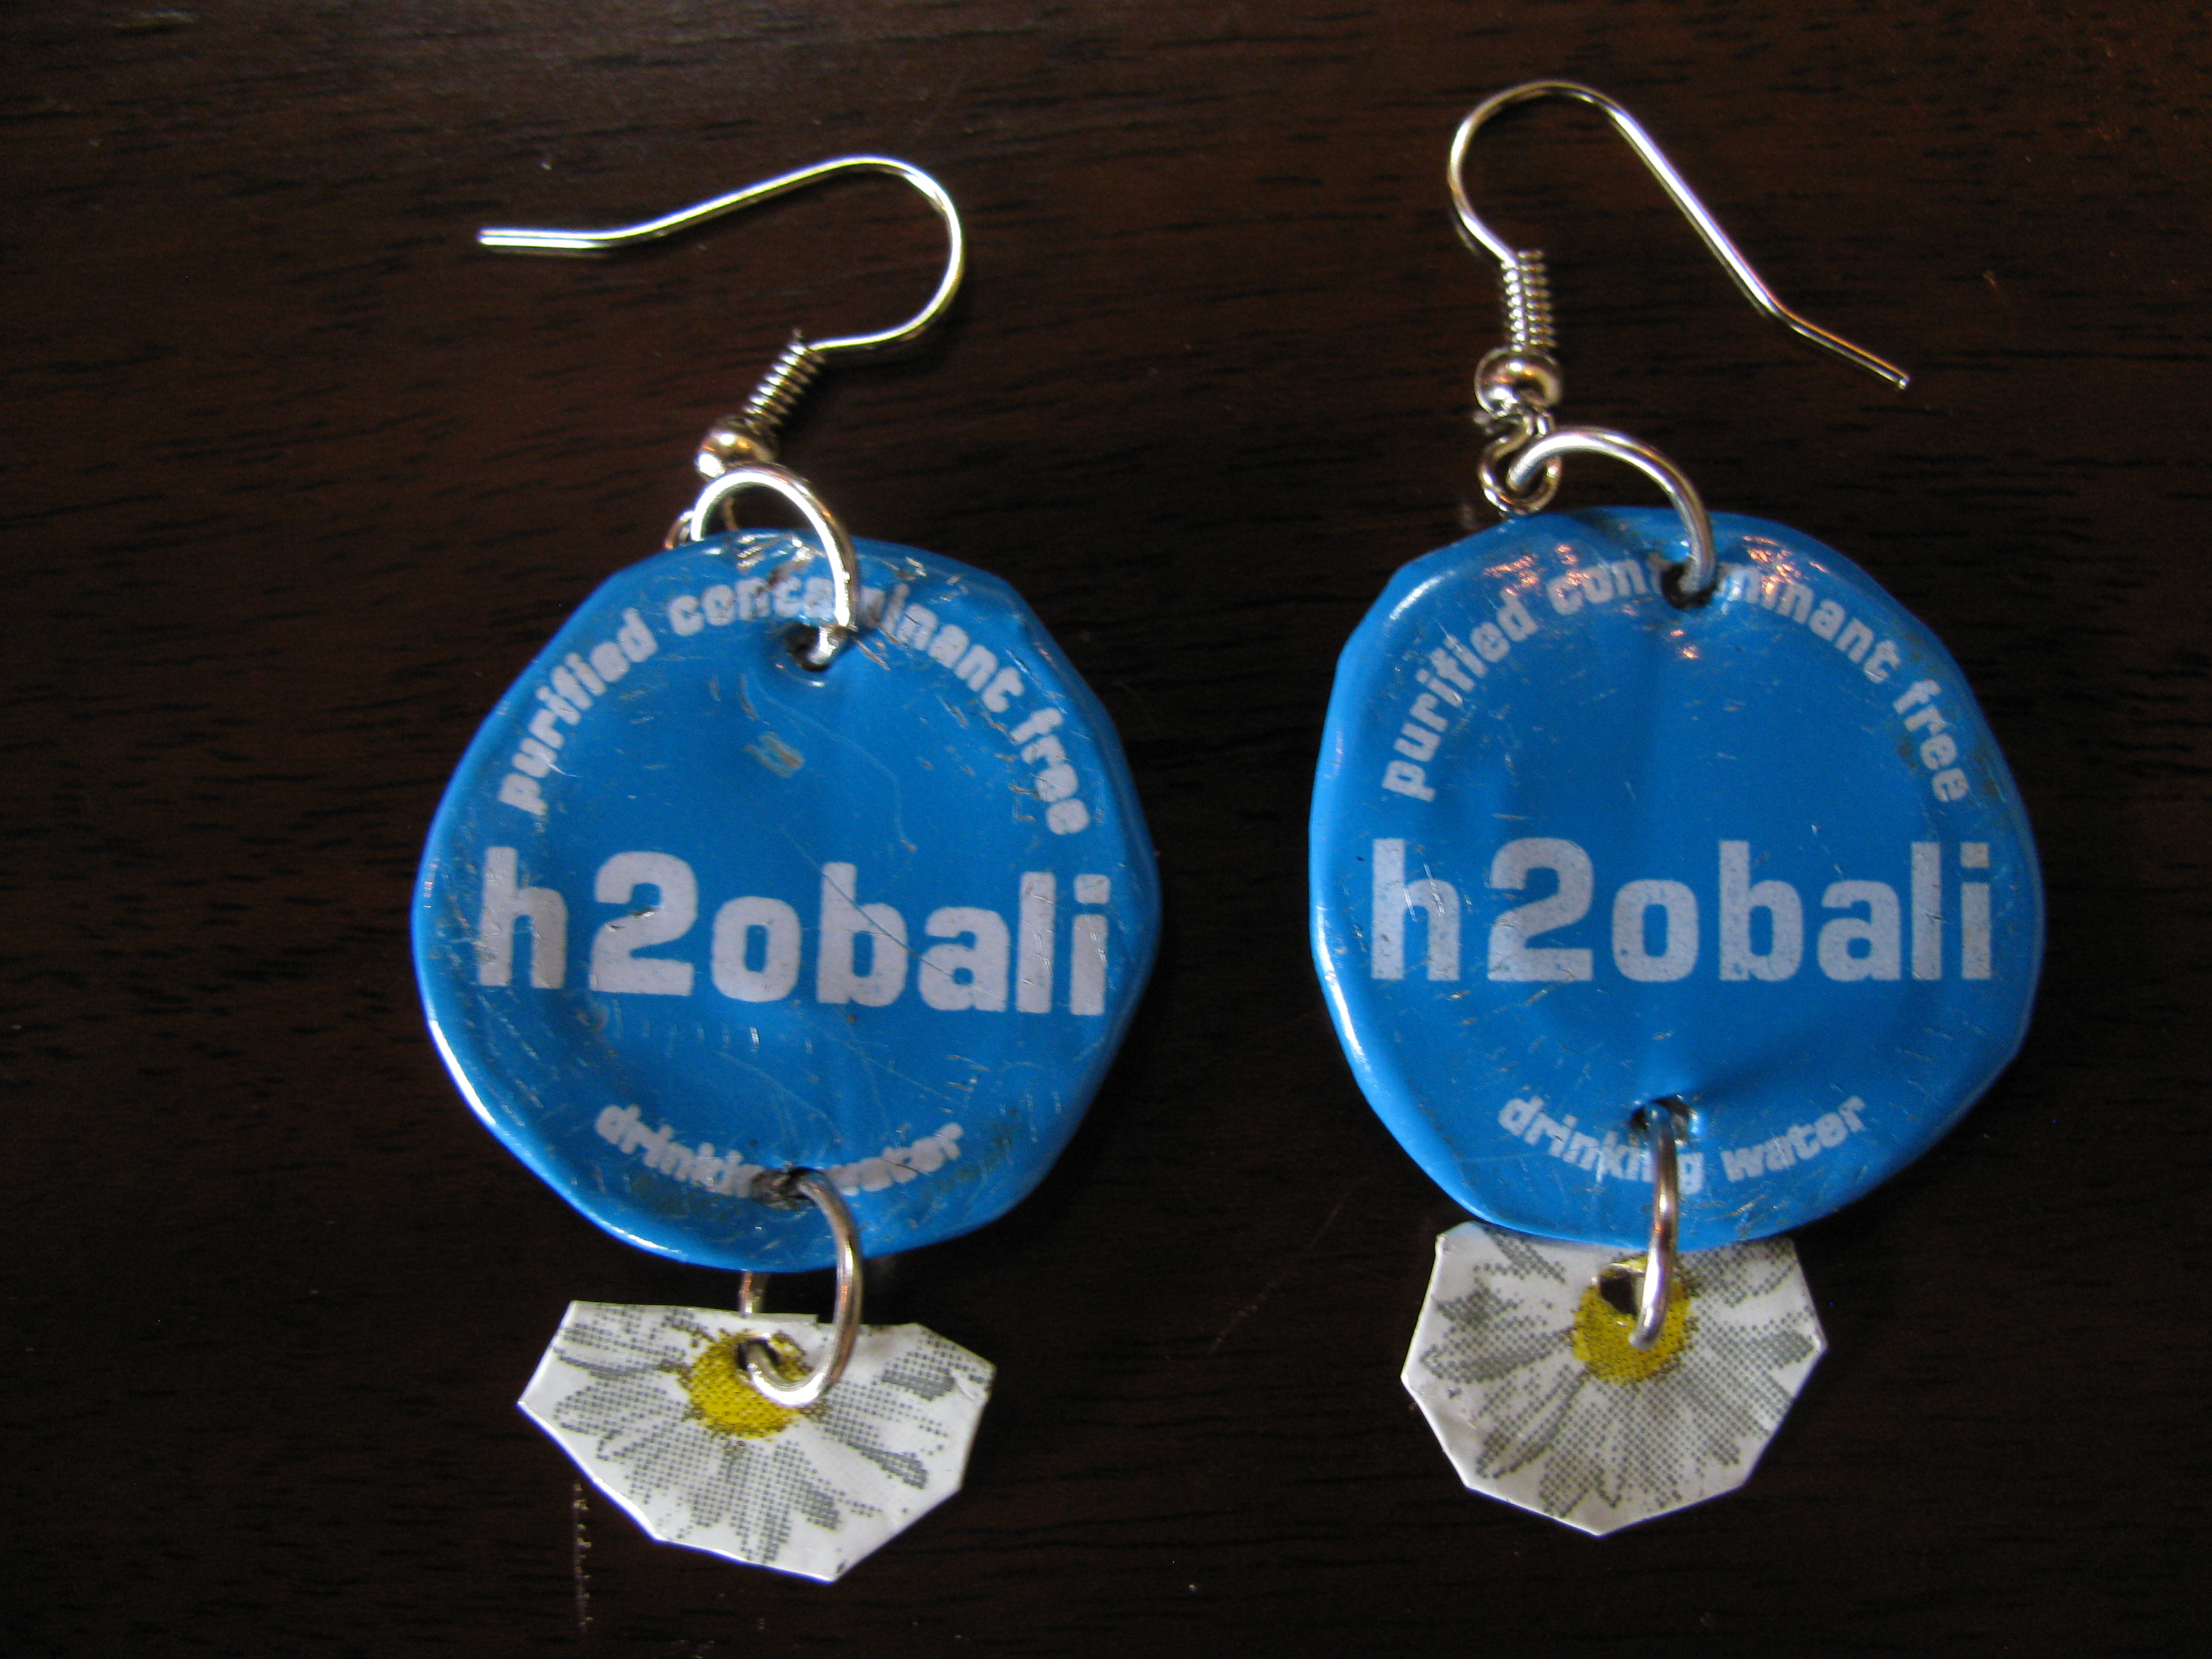 purified contaminant free
h2obali
drinking water
purified contaminant free
h2obali
drinking water